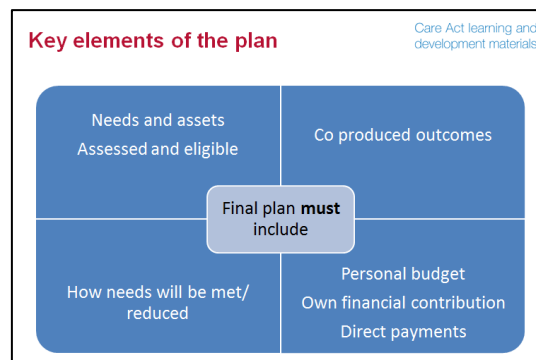 Key elements of the plan
Care Act learning and
development materials
Needs and assets
Assessed and eligible
Co produced outcomes
Final plan must
include
How needs will be met/
reduced
Personal budget
Own financial contribution
Direct payments